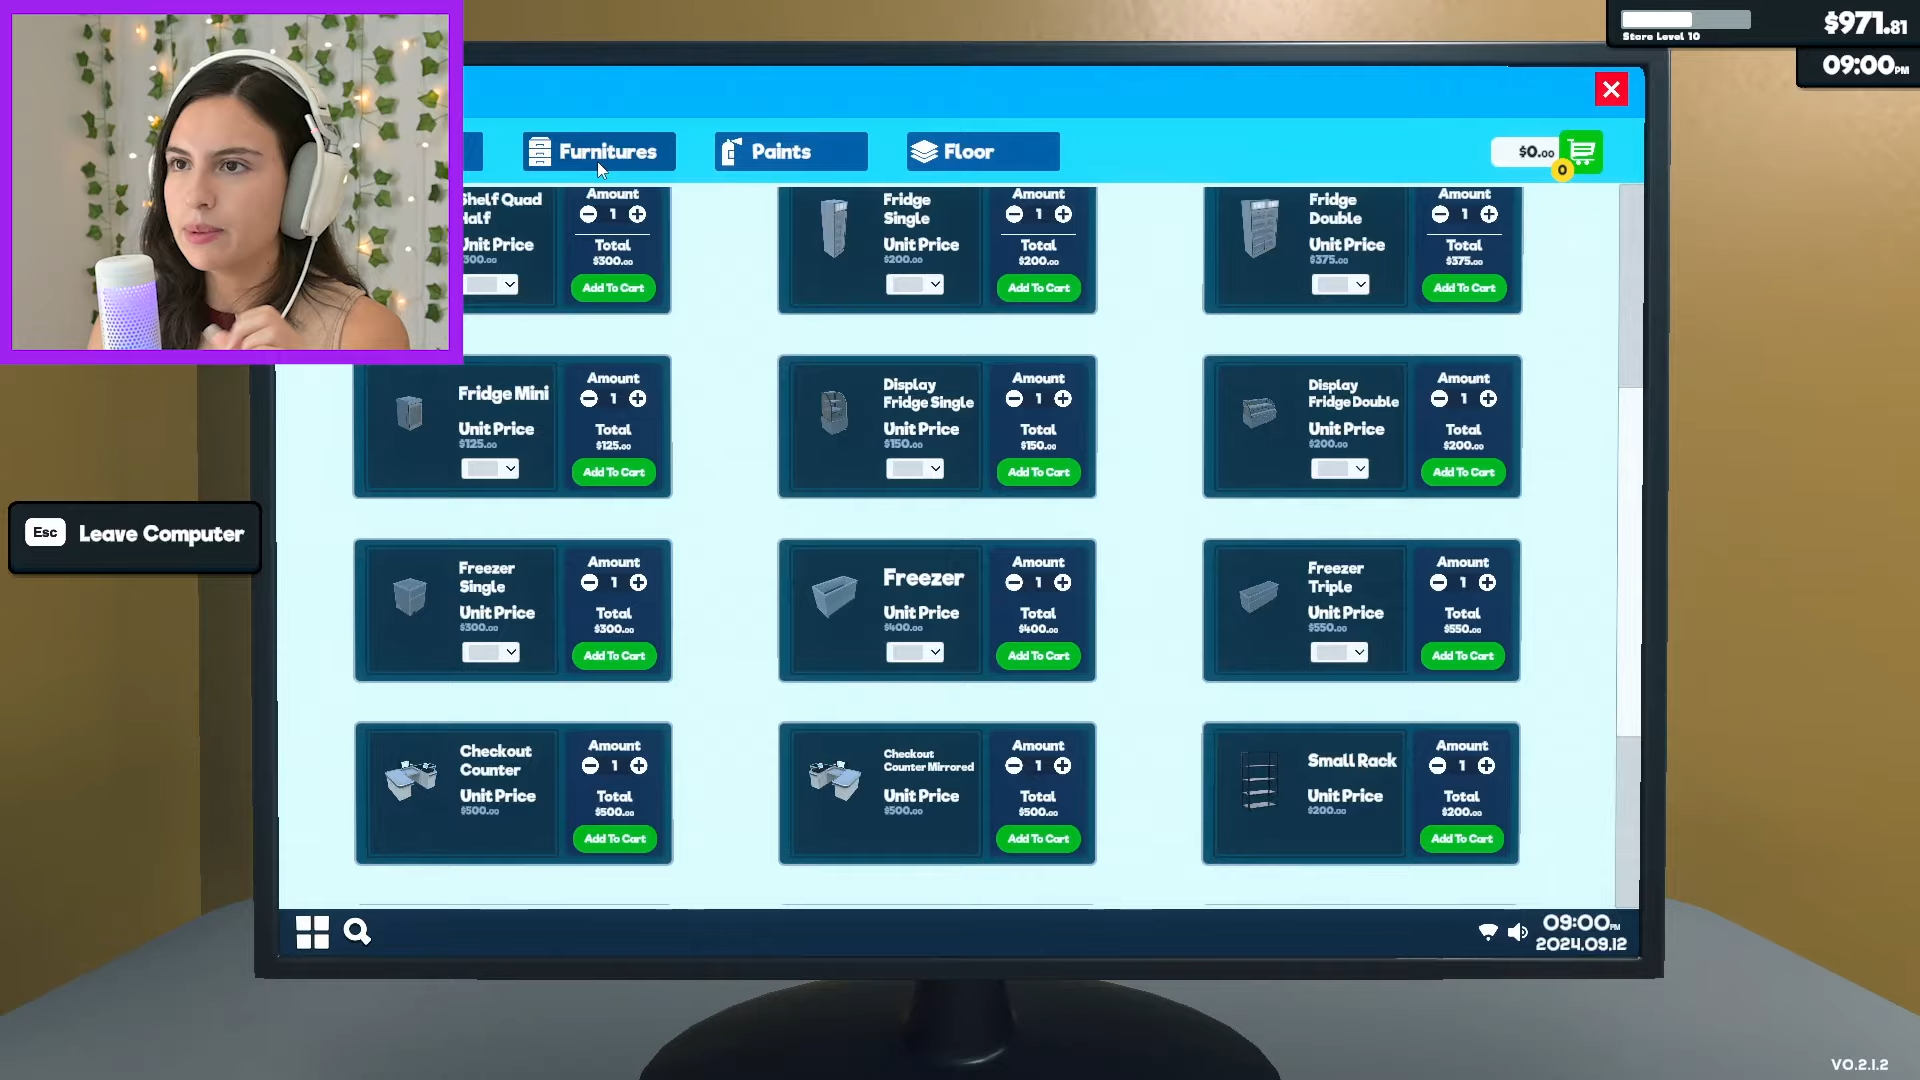 $971.81
Store Level 10
09:00PM
Furnitures
Paints
Floor
$0.00
0
Shelf Quad
Half
Unit Price
$300.00
Amount
1
Total
$300.00
Add To Cart
Fridge
Single
Unit Price
$200.00
Amount
1
Total
$200.00
Add To Cart
Fridge
Double
Unit Price
$375.00
Amount
1
Total
$375.00
Add To Cart
Fridge Mini
Unit Price
$125.00
Amount
1
Total
$125.00
Add To Cart
Display
Fridge Single
Unit Price
$150.00
Amount
1
Total
$150.00
Add To Cart
Display
Fridge Double
Unit Price
$200.00
Amount
1
Total
$200.00
Add To Cart
Esc Leave Computer
Freezer
Single
Unit Price
$300.00
Amount
1
Total
$300.00
Add To Cart
Freezer
Unit Price
$400.00
Amount
1
Total
$400.00
Add To Cart
Freezer
Triple
Unit Price
$550.00
Amount
1
Total
$550.00
Add To Cart
Checkout
Counter
Unit Price
$500.00
Amount
1
Total
$500.00
Add To Cart
Checkout
Counter Mirrored
Unit Price
$500.00
Amount
1
Total
$500.00
Add To Cart
Small Rack
Unit Price
$200.00
Amount
1
Total
$200.00
Add To Cart
09:00PM
2024.09.12
V0.2.1.2